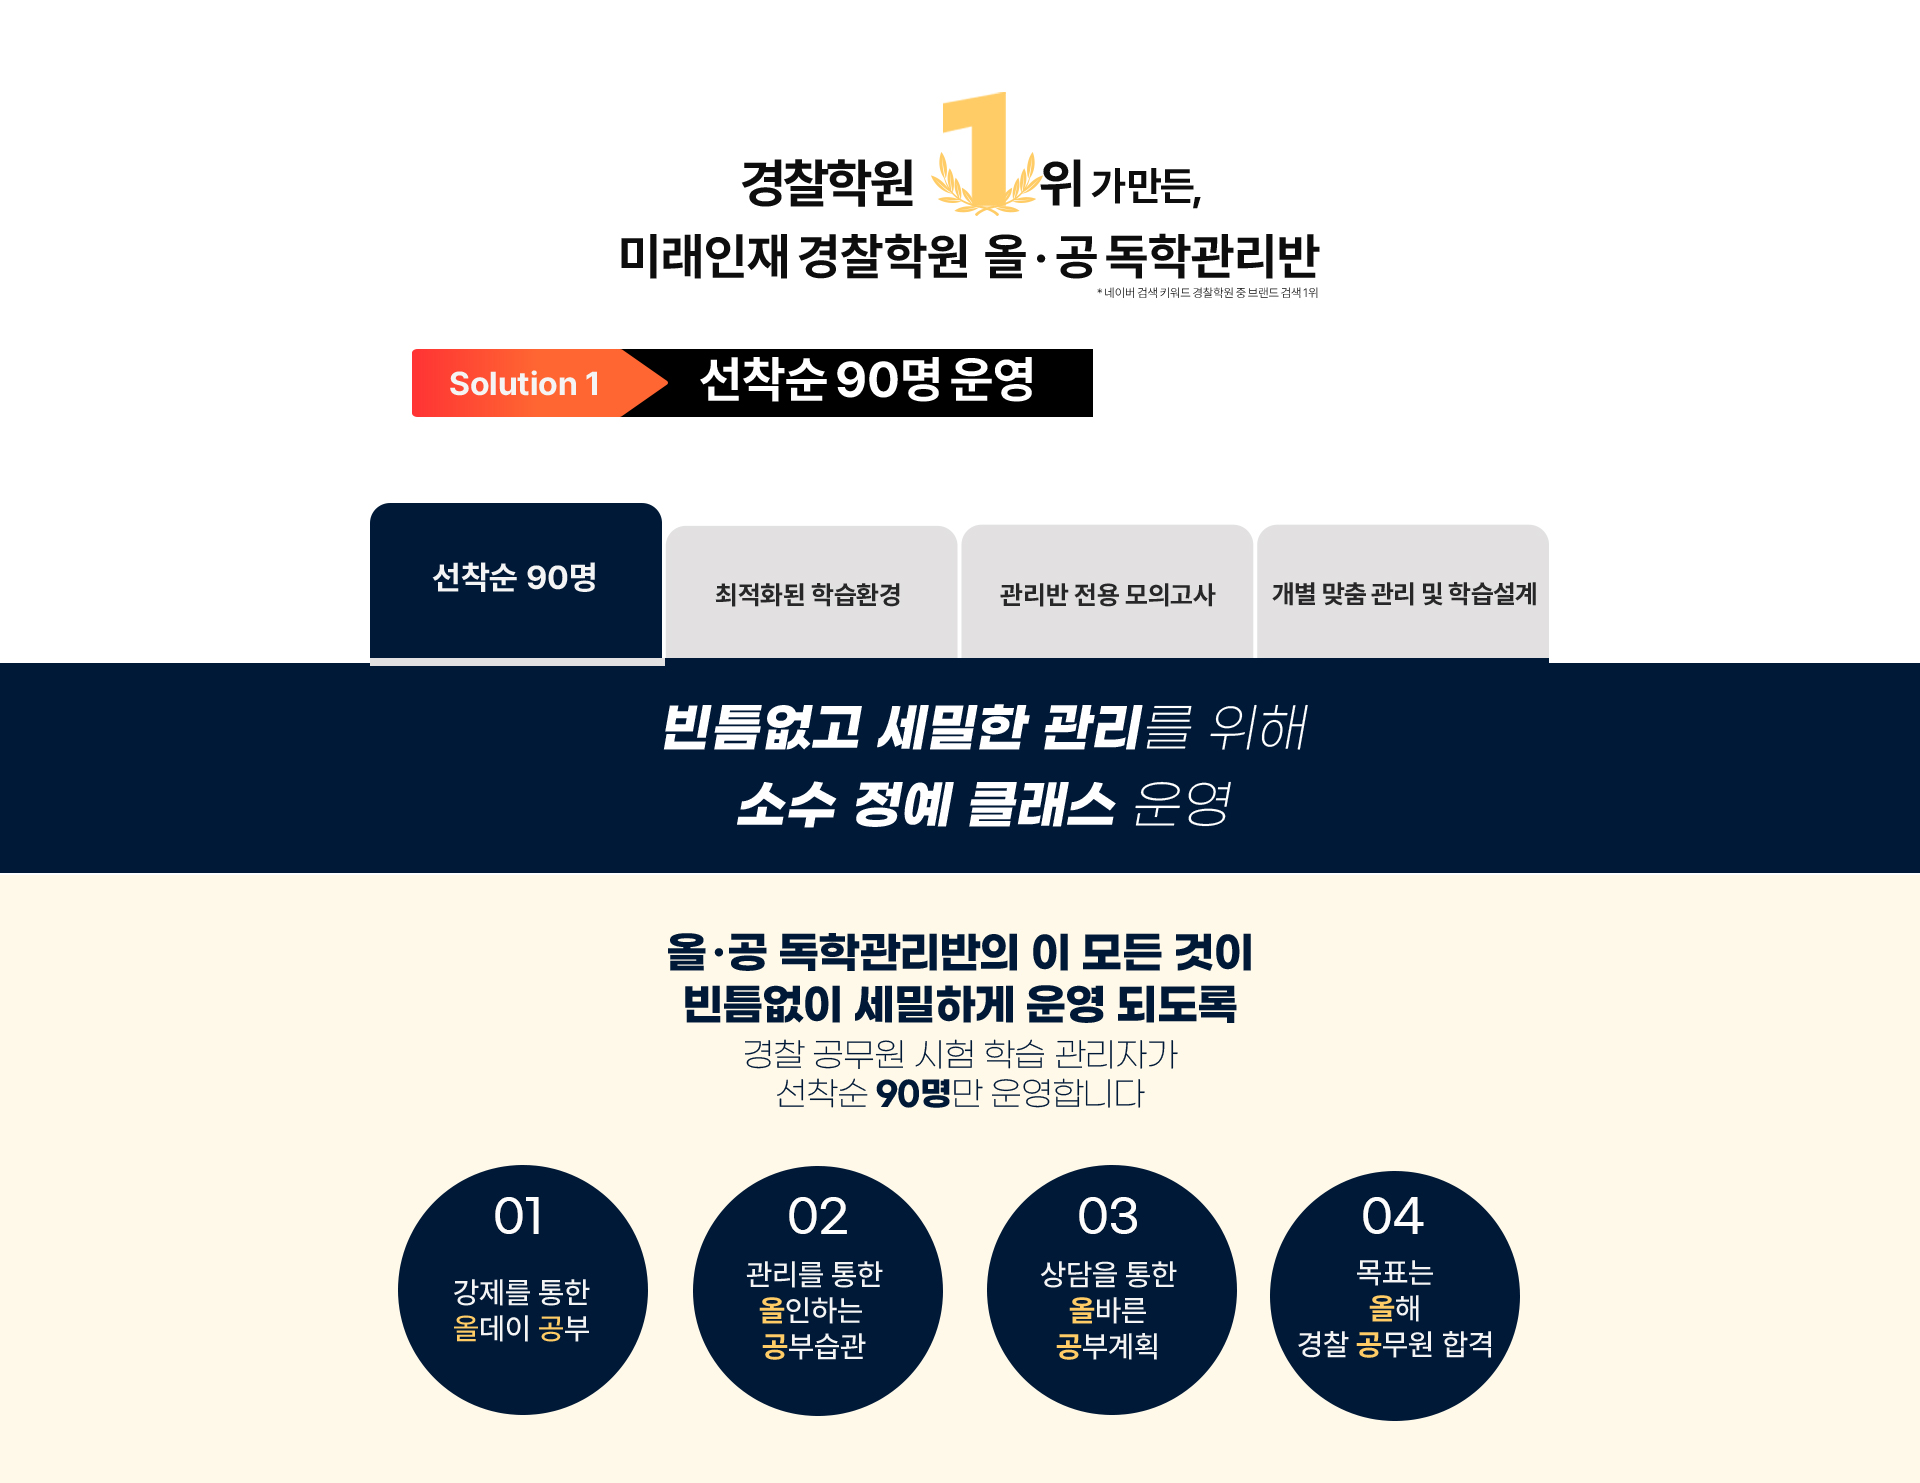 경찰학원 1위 가 만든,
미래인재 경찰학원 올·공 독학관리반
* 네이버 검색 키워드 경찰학원 중 브랜드 검색 1위
Solution 1
선착순 90명 운영
선착순 90명
최적화된 학습환경
관리반 전용 모의고사
개별 맞춤 관리 및 학습설계
빈틈없고 세밀한 관리를 위해
소수 정예 클래스 운영
올·공 독학관리반의 이 모든 것이
빈틈없이 세밀하게 운영 되도록
경찰 공무원 시험 학습 관리자가
선착순 90명만 운영합니다
01
강제를 통한
올데이 공부
02
관리를 통한
올인하는
공부습관
03
상담을 통한
올바른
공부계획
04
목표는
올해
경찰 공무원 합격